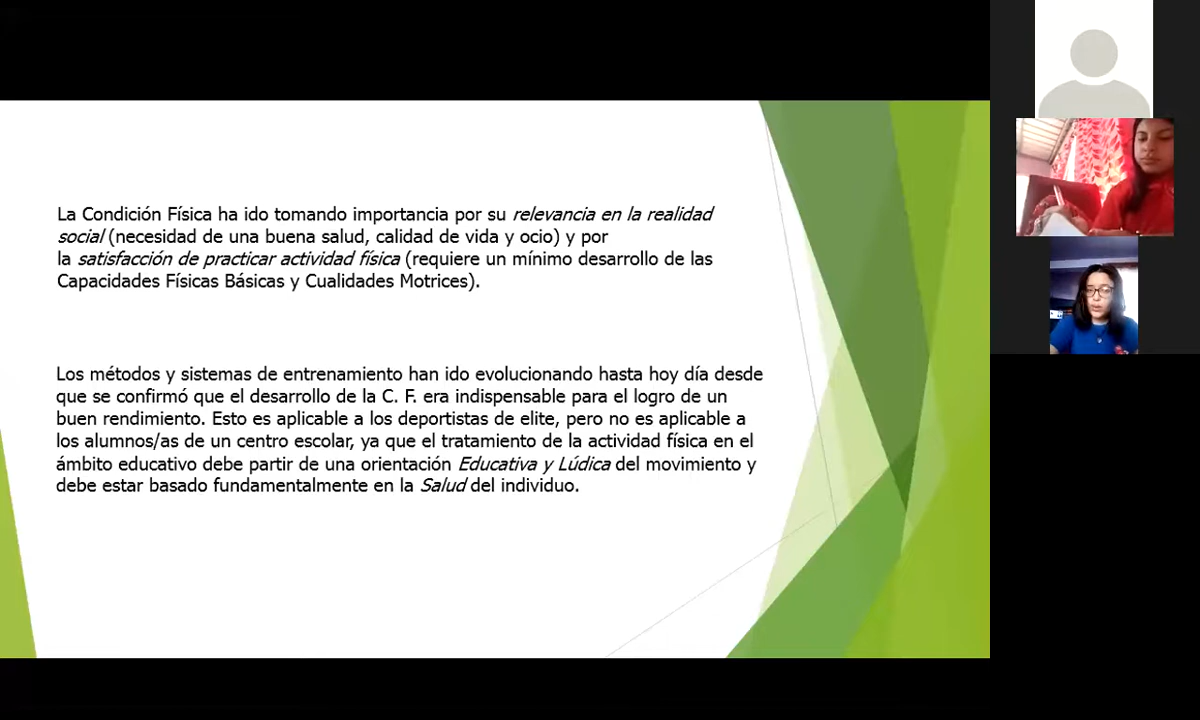 La Condición Física ha ido tomando importancia por su relevancia en la realidad
social (necesidad de una buena salud, calidad de vida y ocio) y por
la satisfacción de practicar actividad física (requiere un mínimo desarrollo de las
Capacidades Físicas Básicas y Cualidades Motrices).
Los métodos y sistemas de entrenamiento han ido evolucionando hasta hoy día desde
que se confirmó que el desarrollo de la C. F. era indispensable para el logro de un
buen rendimiento. Esto es aplicable a los deportistas de elite, pero no es aplicable a
los alumnos/as de un centro escolar, ya que el tratamiento de la actividad física en el
ámbito educativo debe partir de una orientación Educativa y Lúdica del movimiento y
debe estar basado fundamentalmente en la Salud del individuo.